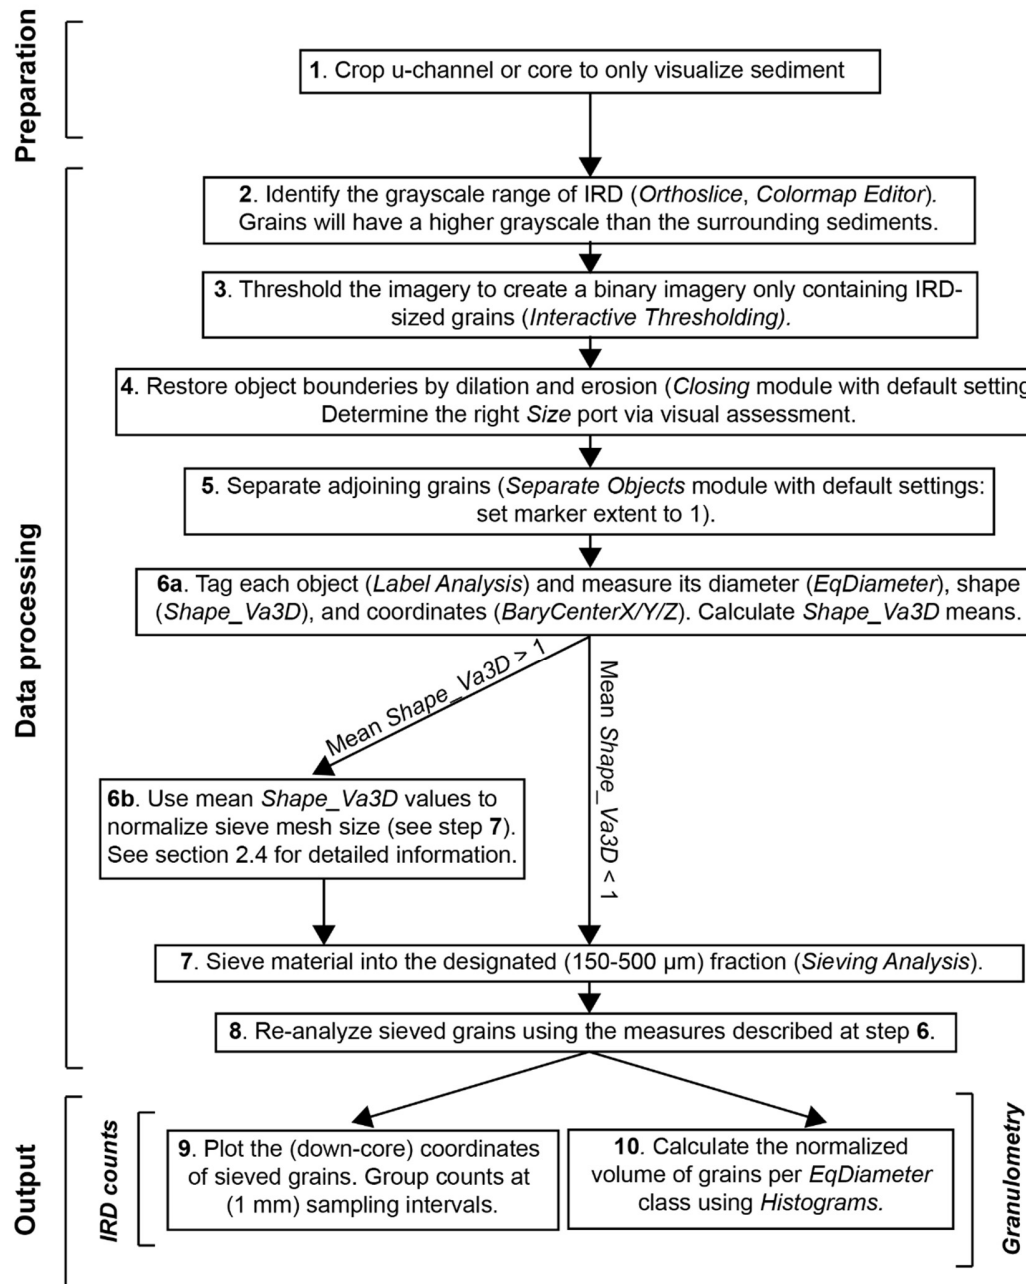 Preparation
1. Crop u-channel or core to only visualize sediment
Data processing
2. Identify the grayscale range of IRD (Orthoslice, Colormap Editor).
Grains will have a higher grayscale than the surrounding sediments.
3. Threshold the imagery to create a binary imagery only containing IRD-
sized grains (Interactive Thresholding).
4. Restore object bounderies by dilation and erosion (Closing module with default setting
Determine the right Size port via visual assessment.
5. Separate adjoining grains (Separate Objects module with default settings:
set marker extent to 1).
6a. Tag each object (Label Analysis) and measure its diameter (EqDiameter), shape
(Shape_Va3D), and coordinates (BaryCenterX/Y/Z). Calculate Shape_Va3D means.
Mean Shape_Va3D > 1
Mean Shape_Va3D < 1
6b. Use mean Shape_Va3D values to
normalize sieve mesh size (see step 7).
See section 2.4 for detailed information.
7. Sieve material into the designated (150-500 µm) fraction (Sieving Analysis).
8. Re-analyze sieved grains using the measures described at step 6.
Output
IRD counts
9. Plot the (down-core) coordinates
of sieved grains. Group counts at
(1 mm) sampling intervals.
10. Calculate the normalized
volume of grains per EqDiameter
class using Histograms.
Granulometry